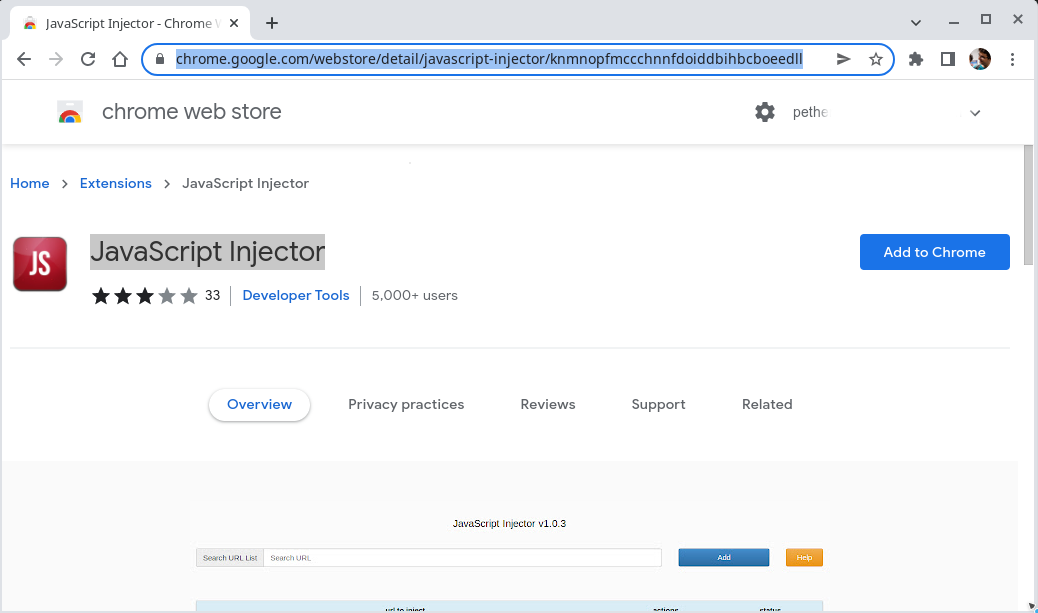 JavaScript Injector - Chrome W
chrome.google.com/webstore/detail/javascript-injector/knmnopfmccchnnfdoiddbihbcboeedll
chrome web store
pethe
Home > Extensions > JavaScript Injector
JS
JavaScript Injector
Add to Chrome
33 Developer Tools 5,000+ users
Overview Privacy practices Reviews Support Related
JavaScript Injector v1.0.3
Search URL List Search URL Add Help
url to inject actions status